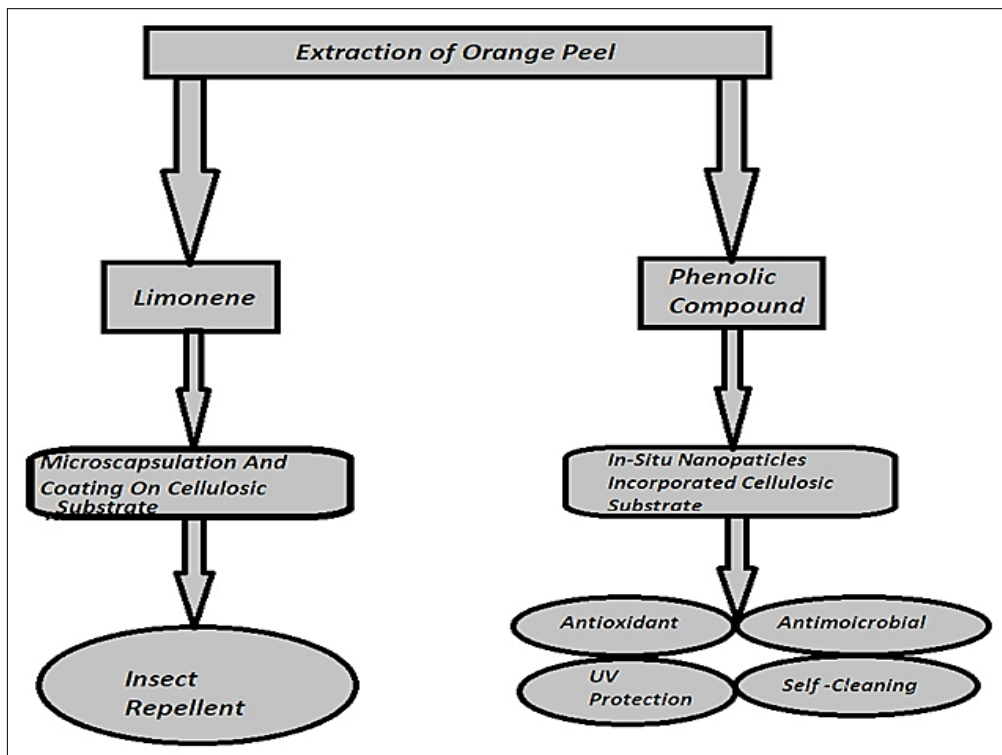 Extraction of Orange Peel
Limonene
Phenolic
Compound
Microscapsulation And
Coating On Cellulosic
Substrate
In-Situ Nanopaticles
Incorporated Cellulosic
Substrate
Insect
Repellent
Antioxidant
Antimoicrobial
UV
Protection
Self -Cleaning